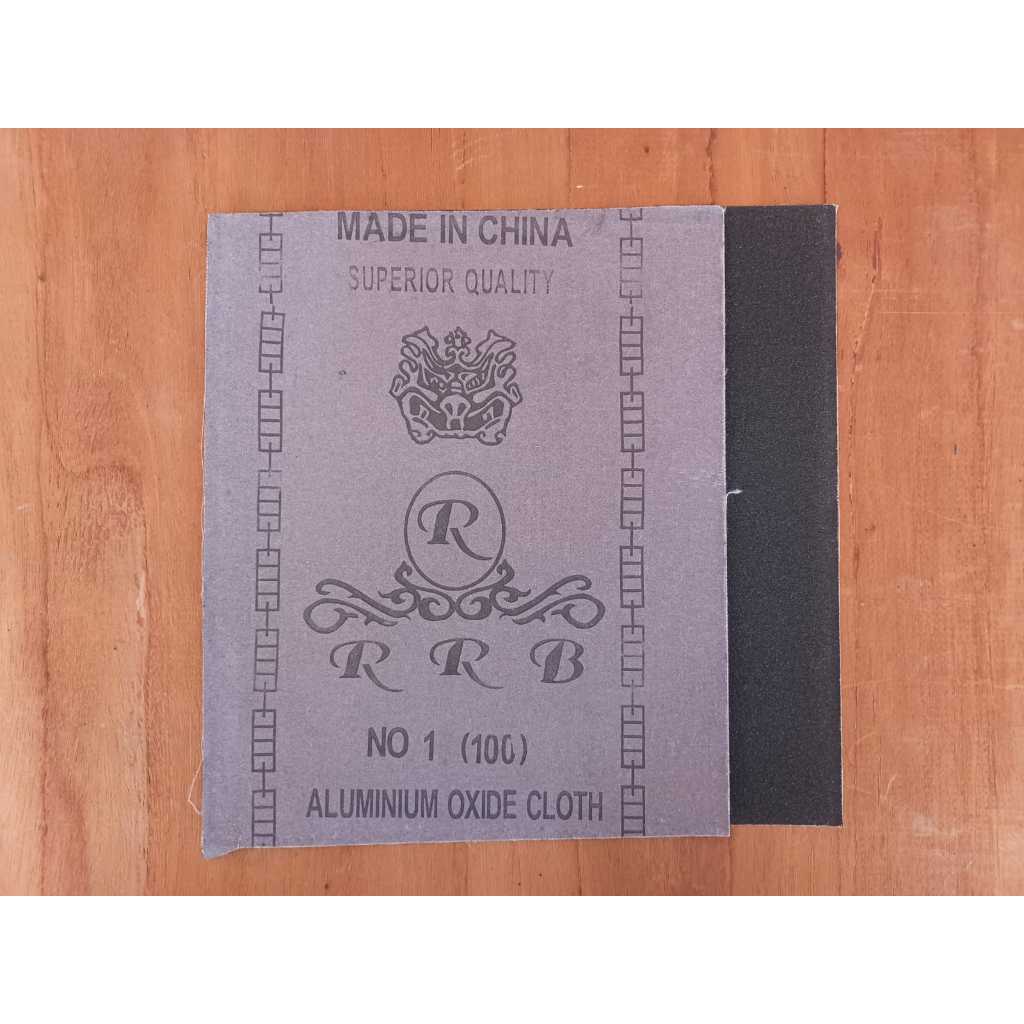 MADE IN CHINA
SUPERIOR QUALITY
R
R R B
NO 1 (100)
ALUMINIUM OXIDE CLOTH